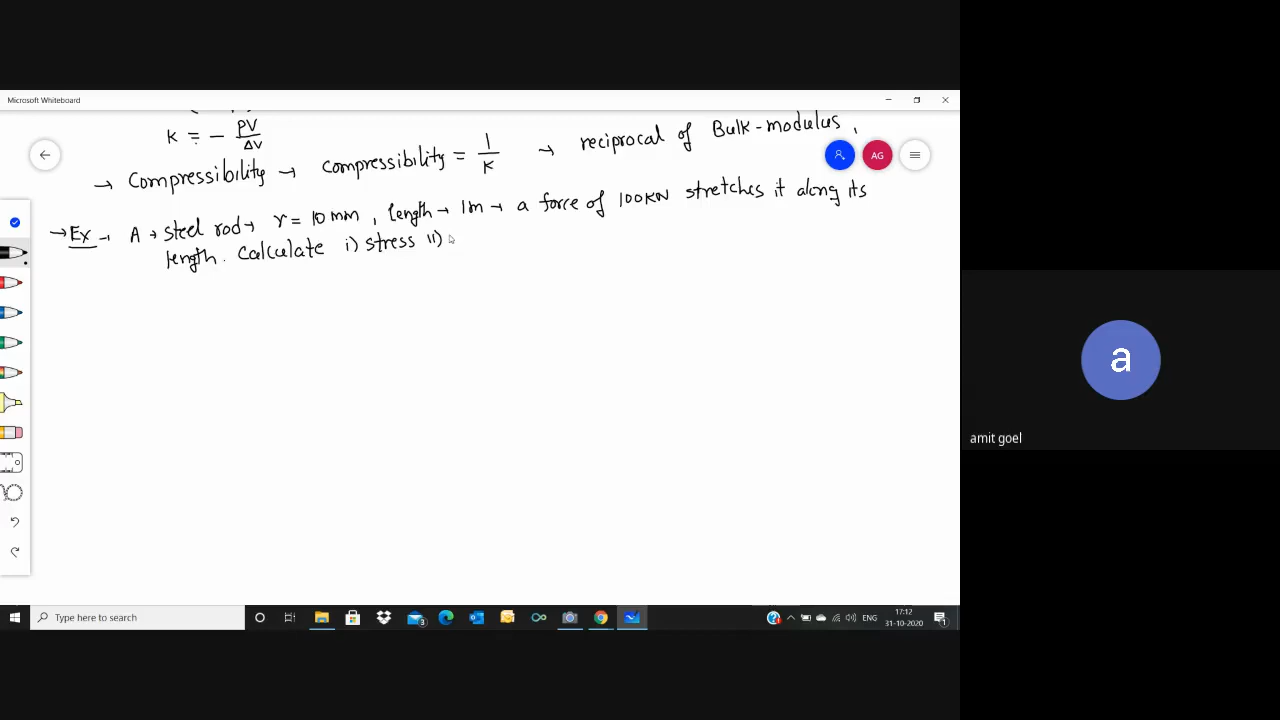 Microsoft Whiteboard
K = - PV/ΔV
→ Compressibility → compressibility = 1/K → reciprocal of Bulk-modulus,
AG
→ Ex → A → steel rod → r = 10 mm, length → 1m → a force of 100KN stretches it along its
length. Calculate i) stress ii)
a
amit goel
Type here to search
3
ENG
17:12
31-10-2020
1